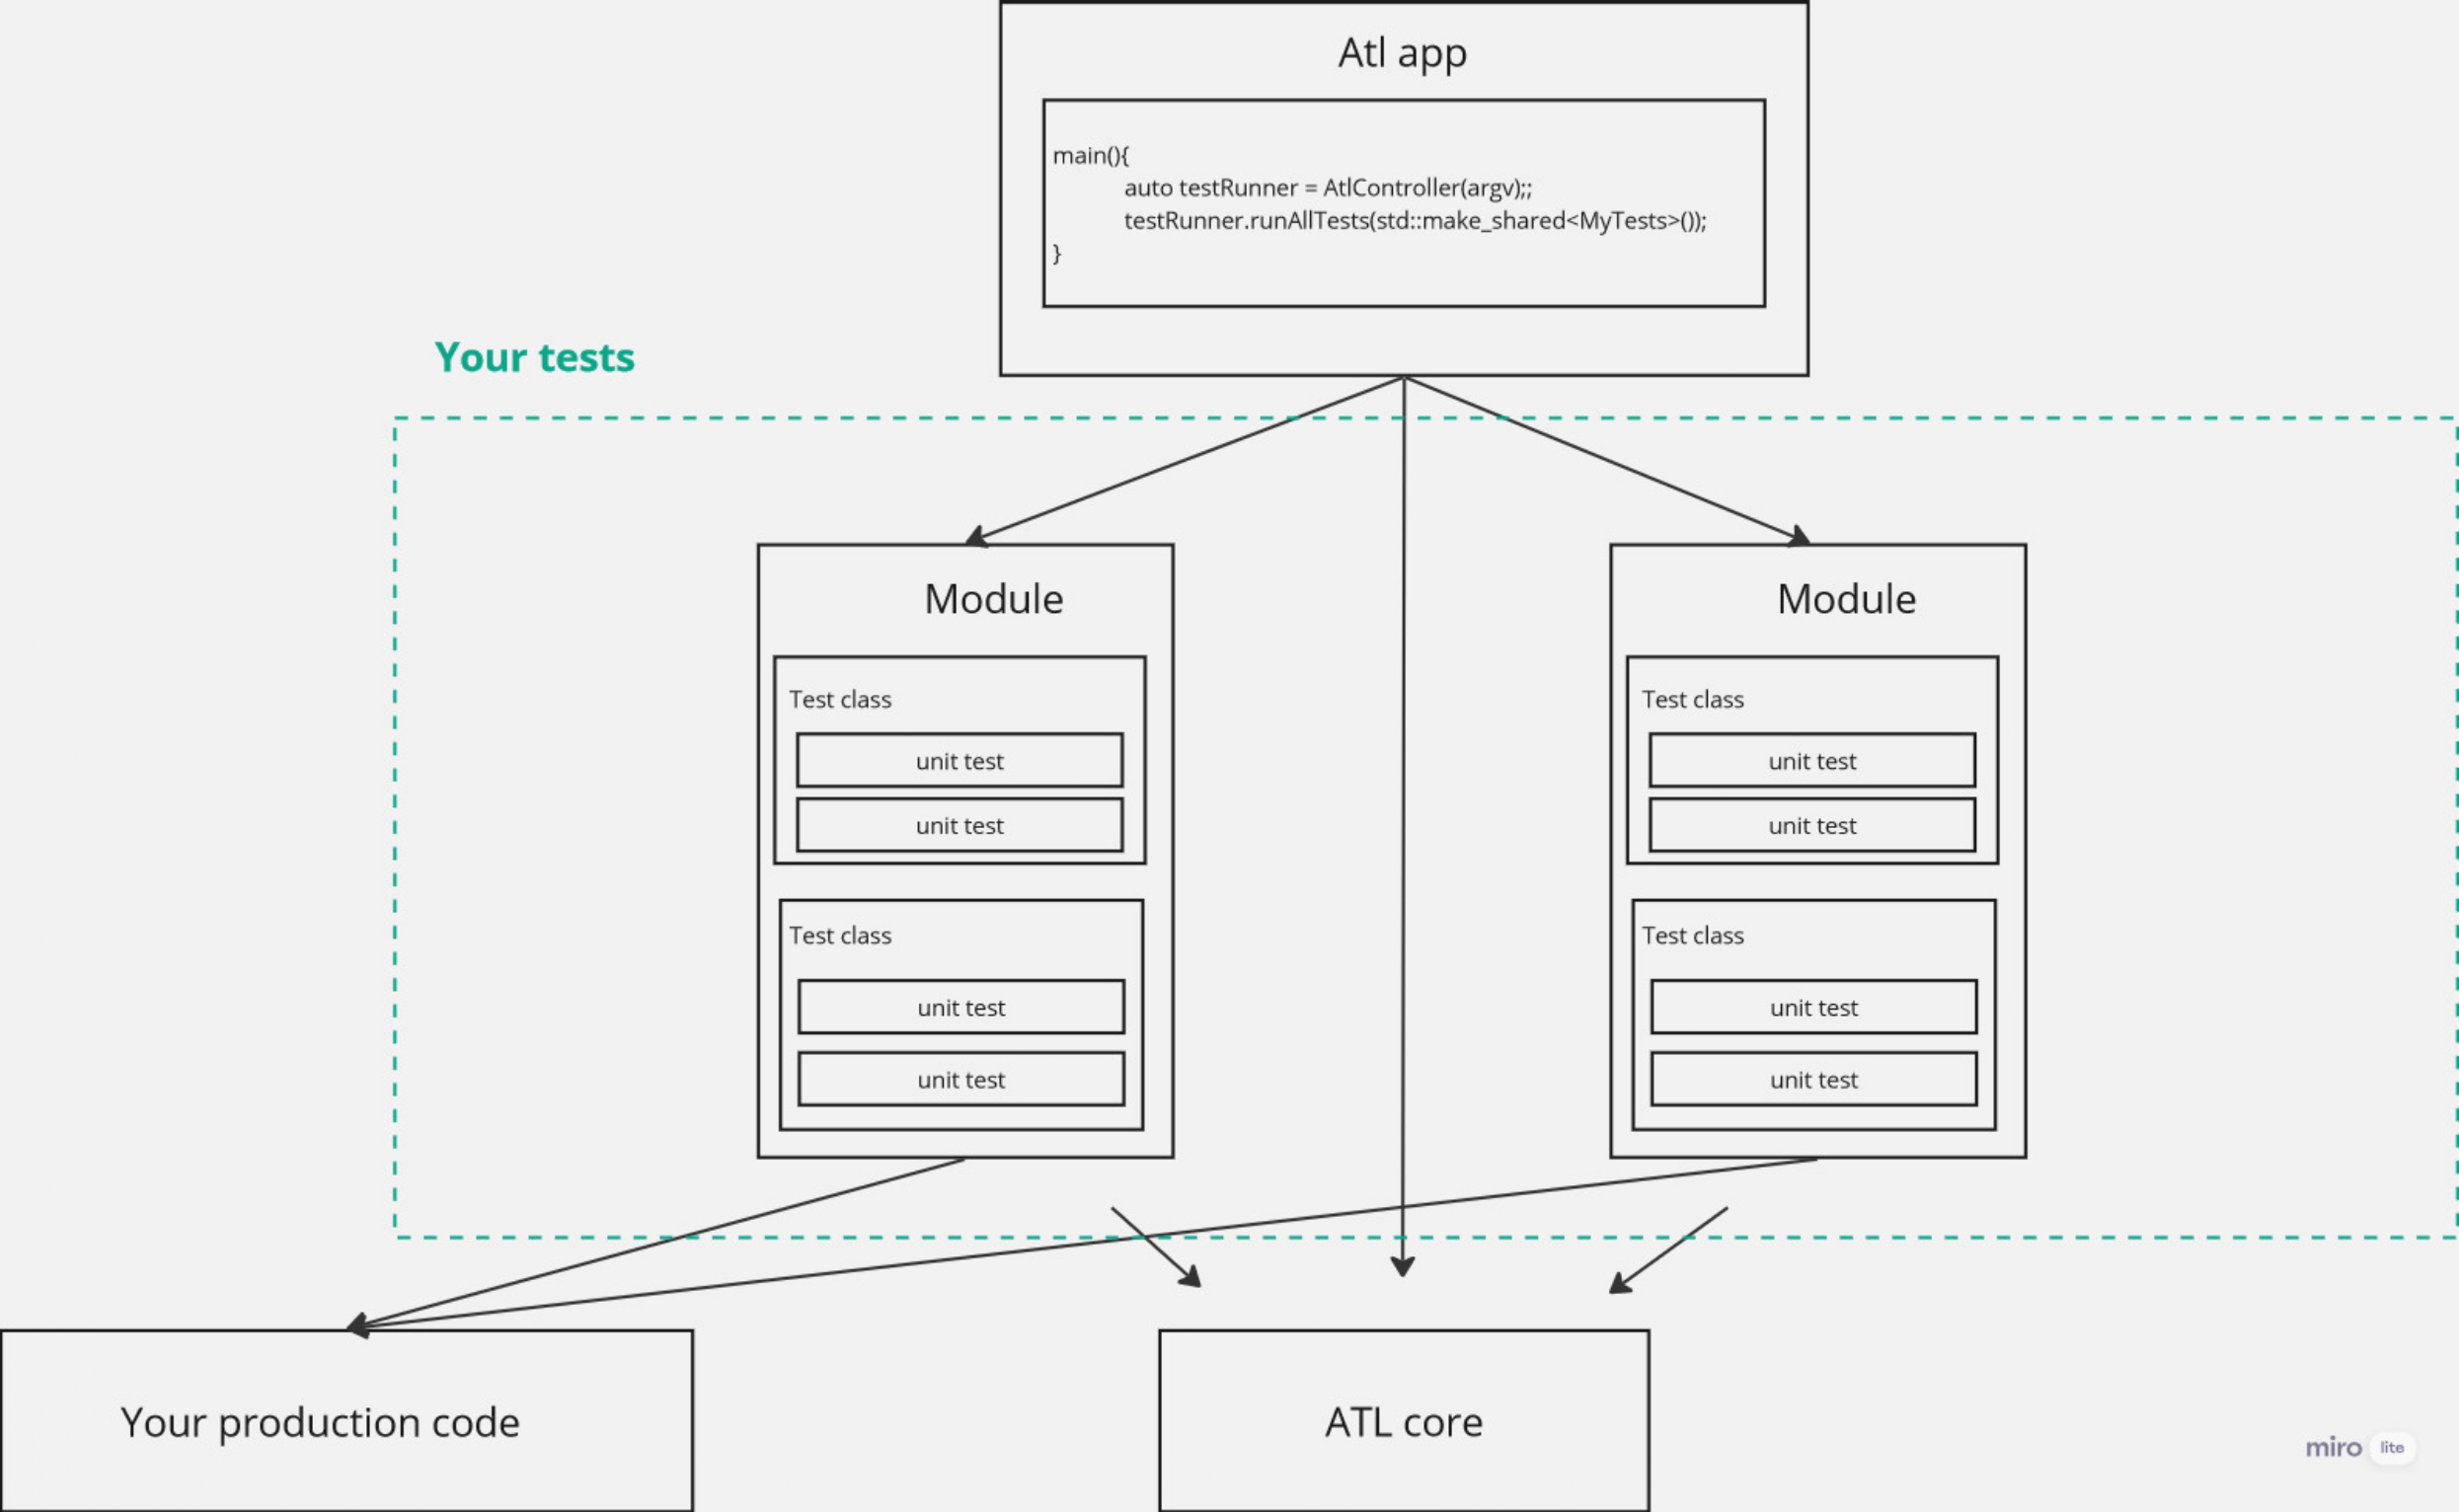 Atl app
main(){
auto testRunner = AtlController(argv);;
testRunner.runAllTests(std::make_shared<MyTests>());
}
Your tests
Module
Test class
unit test
unit test
Test class
unit test
unit test
Module
Test class
unit test
unit test
Test class
unit test
unit test
Your production code
ATL core
miro lite